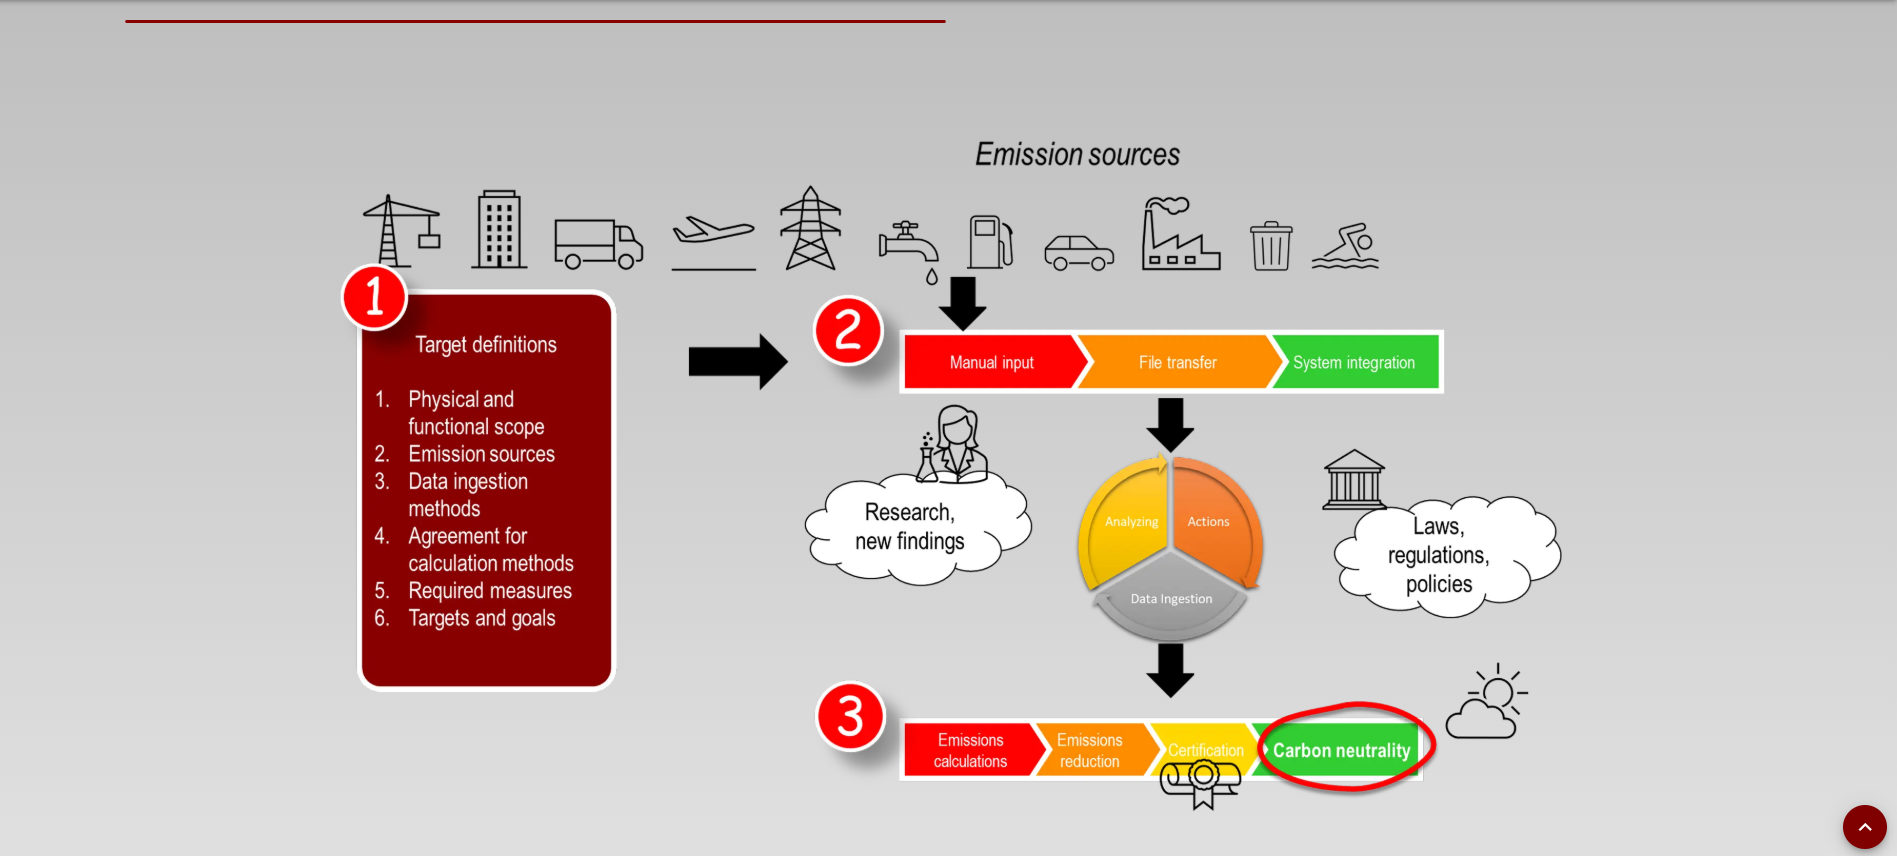 Emission sources
1
Target definitions
1. Physical and
functional scope
2. Emission sources
3. Data ingestion
methods
4. Agreement for
calculation methods
5. Required measures
6. Targets and goals
2
Manual input
File transfer
System integration
Research,
new findings
Analyzing
Actions
Data Ingestion
Laws,
regulations,
policies
3
Emissions
calculations
Emissions
reduction
Certification
Carbon neutrality